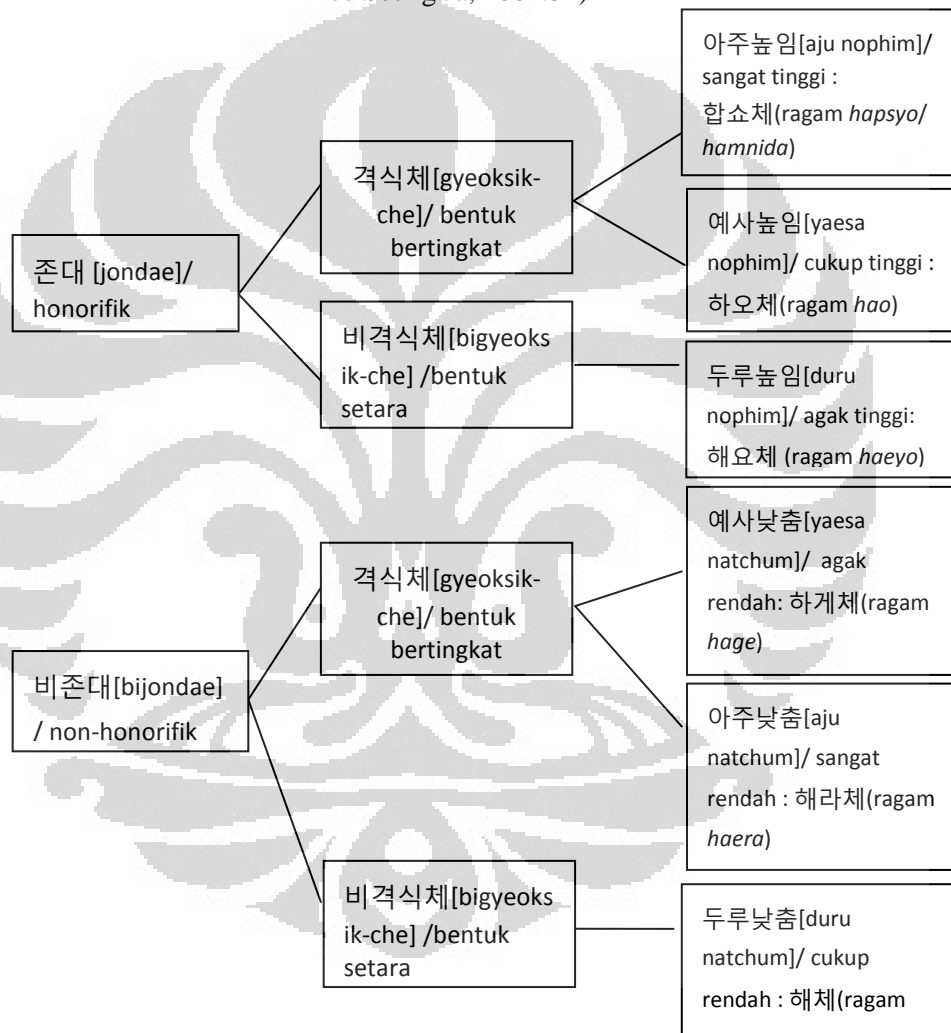 존대 [jondae]/
honorifik
격식체[gyeoksik-
che]/ bentuk
bertingkat
아주높임[aju nophim]/
sangat tinggi :
합쇼체(ragam hapsyo/
hamnida)
예사높임[yaesa
nophim]/ cukup tinggi :
하오체(ragam hao)
비격식체[bigyeoks
ik-che] /bentuk
setara
두루높임[duru
nophim]/ agak tinggi:
해요체 (ragam haeyo)
비존대[bijondae]
/ non-honorifik
격식체[gyeoksik-
che]/ bentuk
bertingkat
예사낮춤[yaesa
natchum]/ agak
rendah: 하게체(ragam
hage)
아주낮춤[aju
natchum]/ sangat
rendah : 해라체(ragam
haera)
비격식체[bigyeoks
ik-che] /bentuk
setara
두루낮춤[duru
natchum]/ cukup
rendah : 해체(ragam